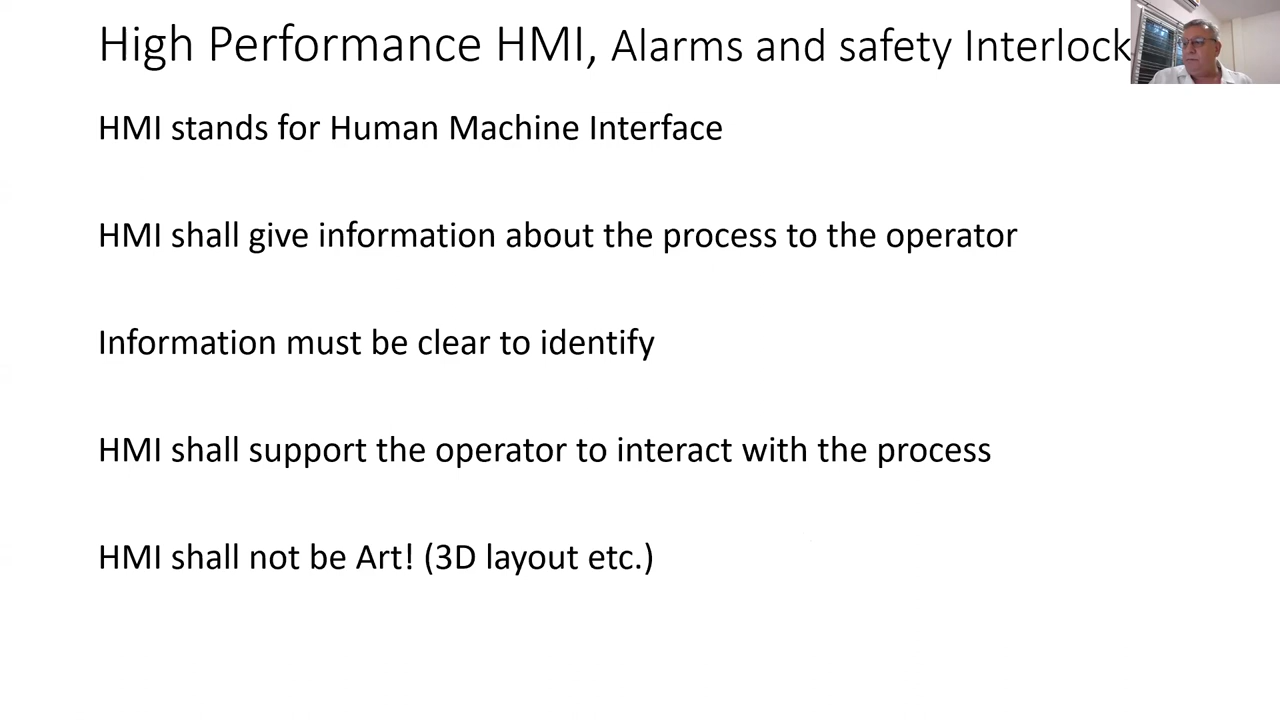 High Performance HMI, Alarms and safety Interlock
HMI stands for Human Machine Interface
HMI shall give information about the process to the operator
Information must be clear to identify
HMI shall support the operator to interact with the process
HMI shall not be Art! (3D layout etc.)